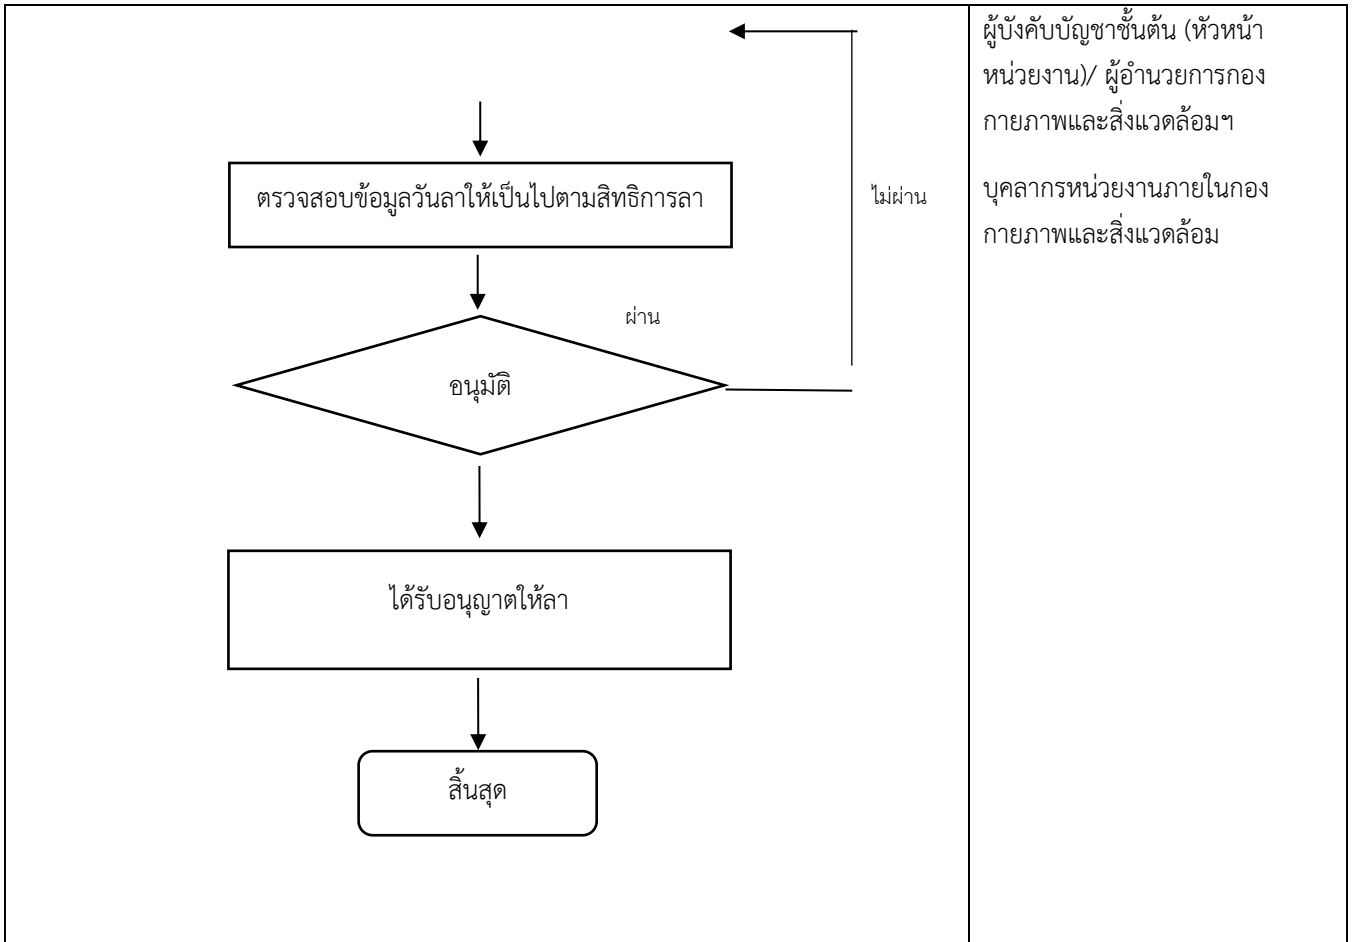 ตรวจสอบข้อมูลวันลาให้เป็นไปตามสิทธิการลา
ไม่ผ่าน
ผ่าน
อนุมัติ
ได้รับอนุญาตให้ลา
สิ้นสุด
ผู้บังคับบัญชาชั้นต้น (หัวหน้า
หน่วยงาน)/ ผู้อำนวยการกอง
กายภาพและสิ่งแวดล้อมฯ
บุคลากรหน่วยงานภายในกอง
กายภาพและสิ่งแวดล้อม